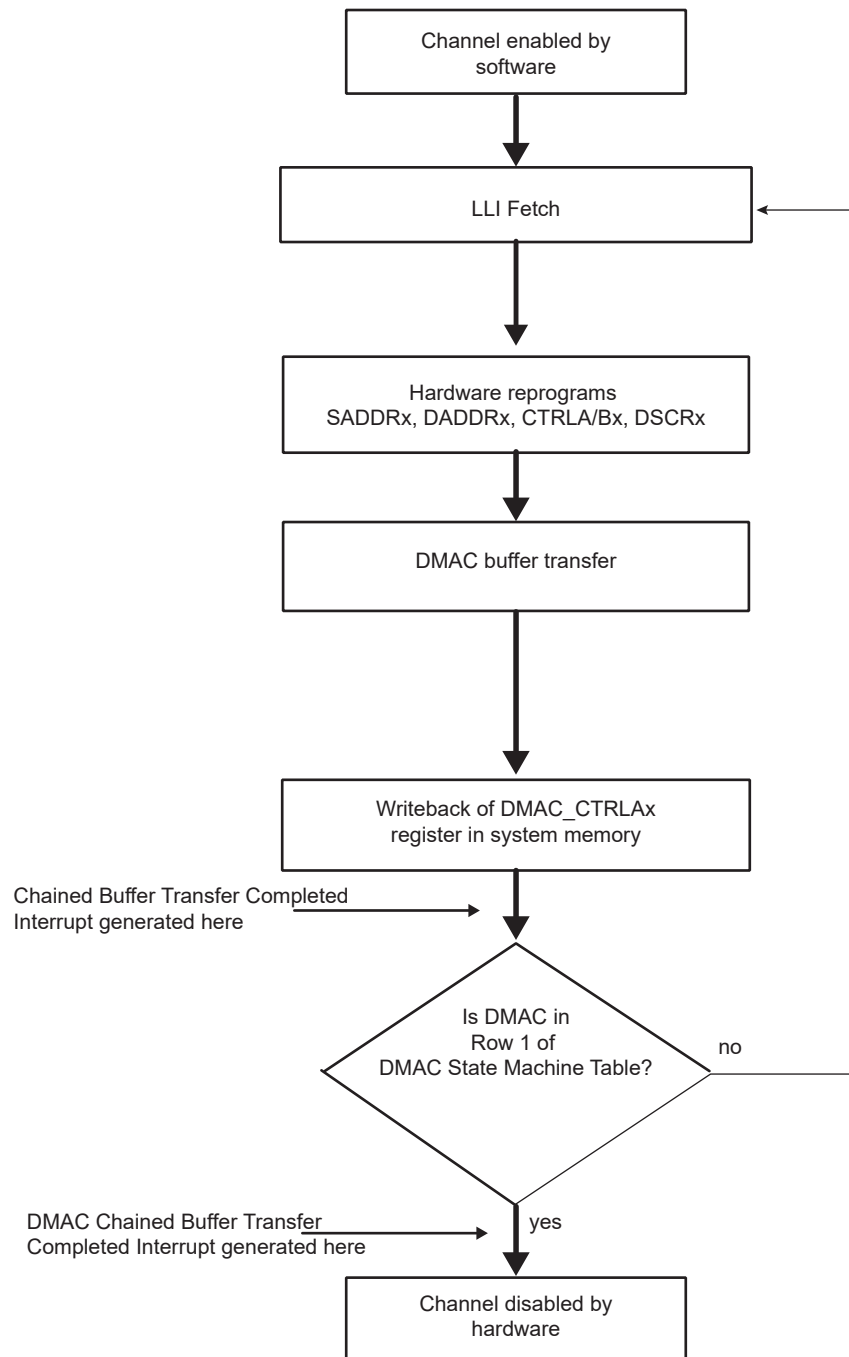 Channel enabled by
software
LLI Fetch
Hardware reprograms
SADDRx, DADDRx, CTRLA/Bx, DSCRx
DMAC buffer transfer
Writeback of DMAC_CTRLAx
register in system memory
Chained Buffer Transfer Completed
Interrupt generated here
Is DMAC in
Row 1 of
DMAC State Machine Table?
no
yes
DMAC Chained Buffer Transfer
Completed Interrupt generated here
Channel disabled by
hardware